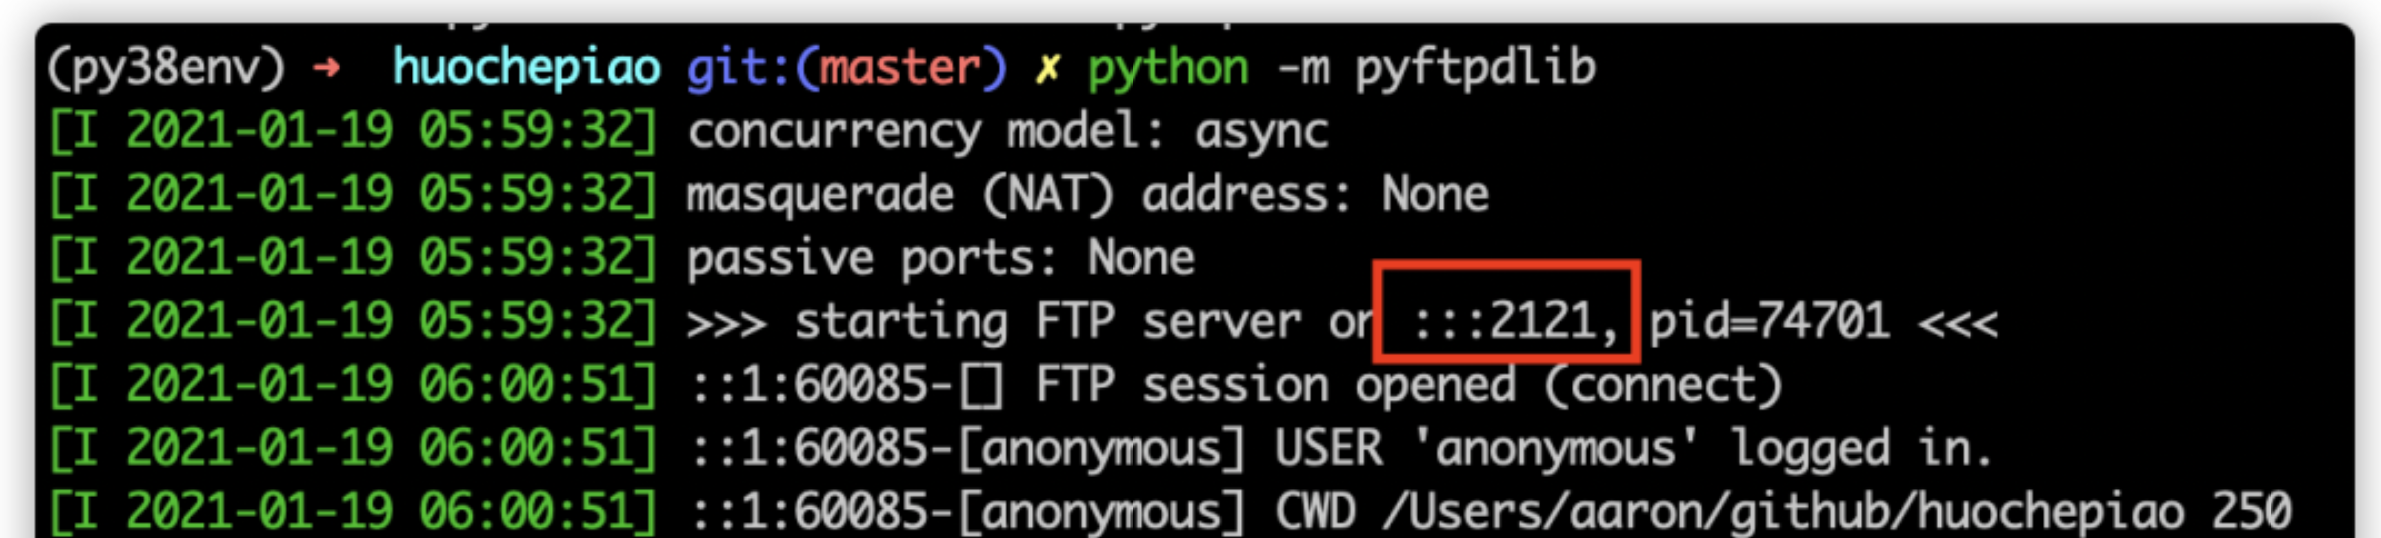 (py38env) ➜ huochepiao git:(master) ✗ python -m pyftpdlib
[I 2021-01-19 05:59:32] concurrency model: async
[I 2021-01-19 05:59:32] masquerade (NAT) address: None
[I 2021-01-19 05:59:32] passive ports: None
[I 2021-01-19 05:59:32] >>> starting FTP server on :::2121, pid=74701 <<<
[I 2021-01-19 06:00:51] ::1:60085-[] FTP session opened (connect)
[I 2021-01-19 06:00:51] ::1:60085-[anonymous] USER 'anonymous' logged in.
[I 2021-01-19 06:00:51] ::1:60085-[anonymous] CWD /Users/aaron/github/huochepiao 250